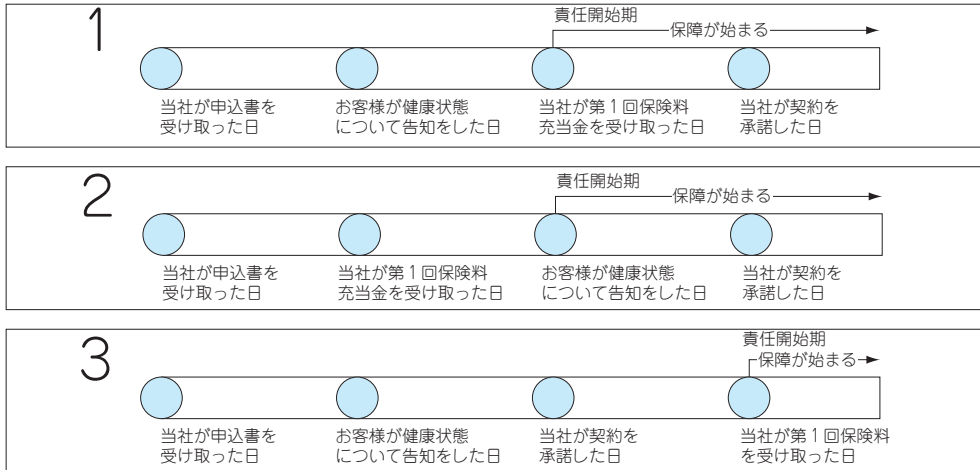 1
責任開始期
保障が始まる
当社が申込書を
受け取った日
お客様が健康状態
について告知をした日
当社が第1回保険料
充当金を受け取った日
当社が契約を
承諾した日
2
責任開始期
保障が始まる
当社が申込書を
受け取った日
当社が第1回保険料
充当金を受け取った日
お客様が健康状態
について告知をした日
当社が契約を
承諾した日
3
責任開始期
保障が始まる
当社が申込書を
受け取った日
お客様が健康状態
について告知をした日
当社が契約を
承諾した日
当社が第1回保険料
を受け取った日